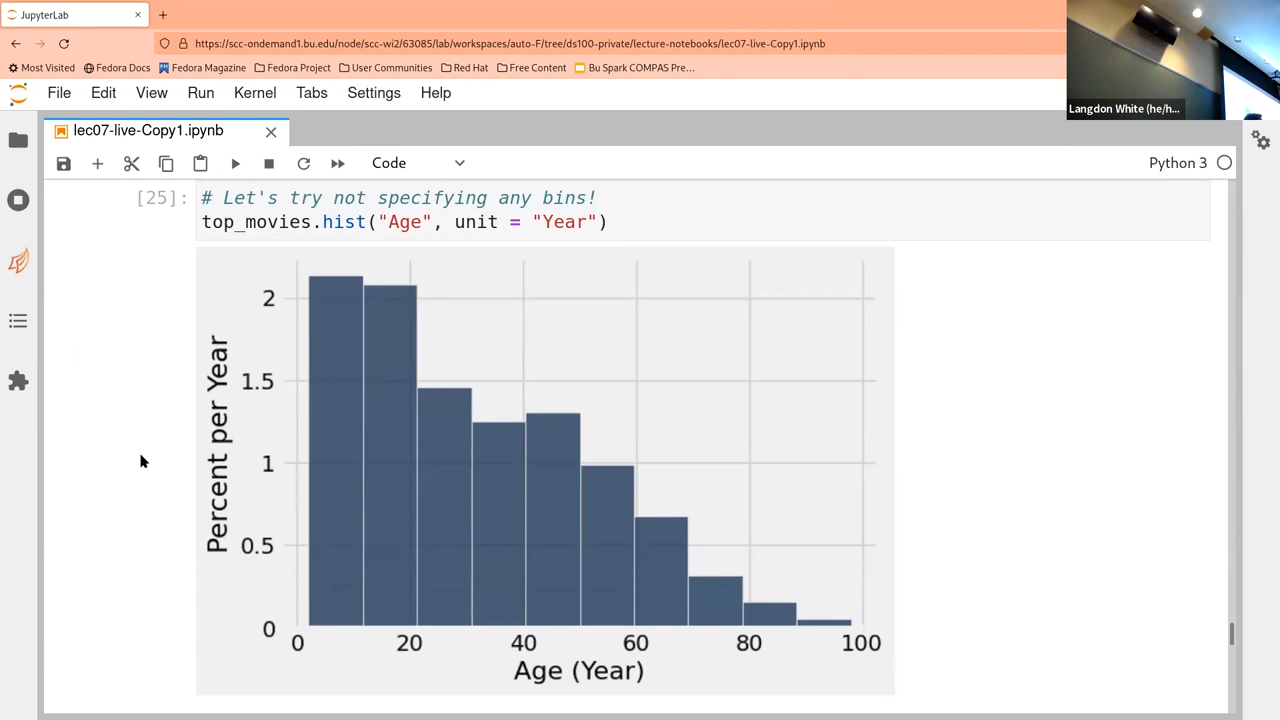 JupyterLab
https://scc-ondemand1.bu.edu/node/scc-wi2/63085/lab/workspaces/auto-F/tree/ds100-private/lecture-notebooks/lec07-live-Copy1.ipynb
Most Visited Fedora Docs Fedora Magazine Fedora Project User Communities Red Hat Free Content Bu Spark COMPAS Pre…
Langdon White (he/h...
File Edit View Run Kernel Tabs Settings Help
lec07-live-Copy1.ipynb
Code Python 3
[25]: # Let's try not specifying any bins!
top_movies.hist("Age", unit = "Year")
Percent per Year
2
1.5
1
0.5
0
0 20 40 60 80 100
Age (Year)